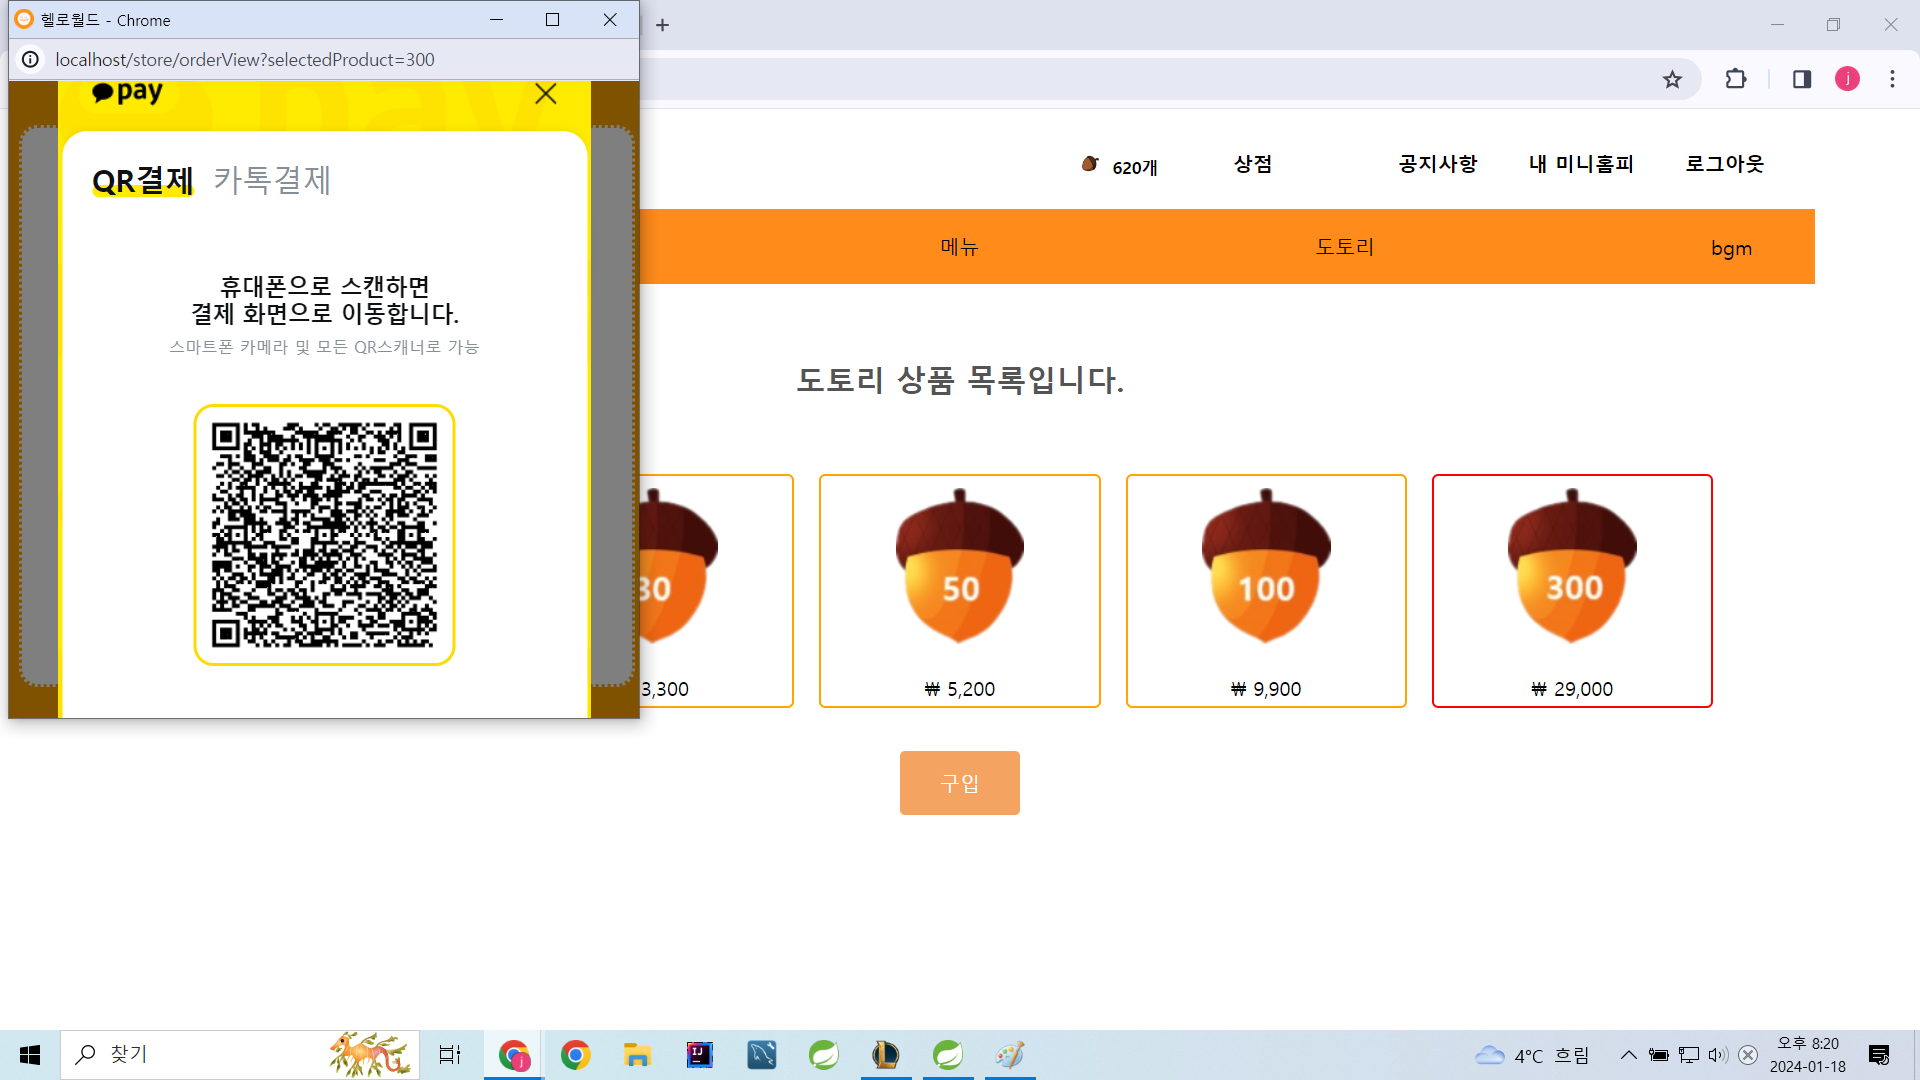 헬로월드 - Chrome
localhost/store/orderView?selectedProduct=300
pay
QR결제 카톡결제
휴대폰으로 스캔하면
결제 화면으로 이동합니다.
스마트폰 카메라 및 모든 QR스캐너로 가능
j
620개 상점 공지사항 내 미니홈피 로그아웃
메뉴 도토리 bgm
도토리 상품 목록입니다.
30 50 100 300
3,300 ₩ 5,200 ₩ 9,900 ₩ 29,000
구입
찾기
j
IJ
4°C 흐림
오후 8:20
2024-01-18